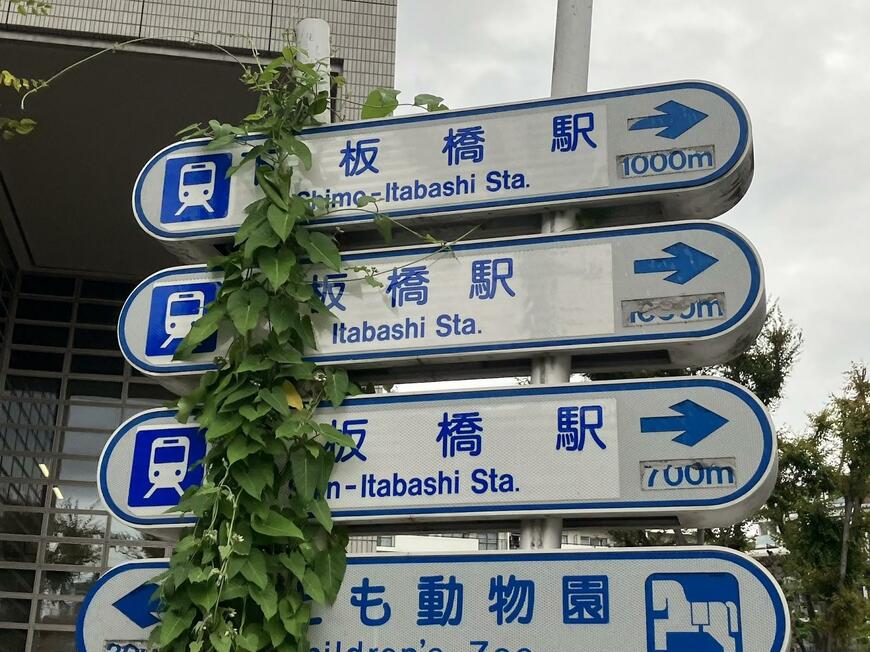 板橋駅
1000m
Shimo-Itabashi Sta.
板橋駅
Itabashi Sta.
板橋駅
700m
-Itabashi Sta.
も動物園
Zoo